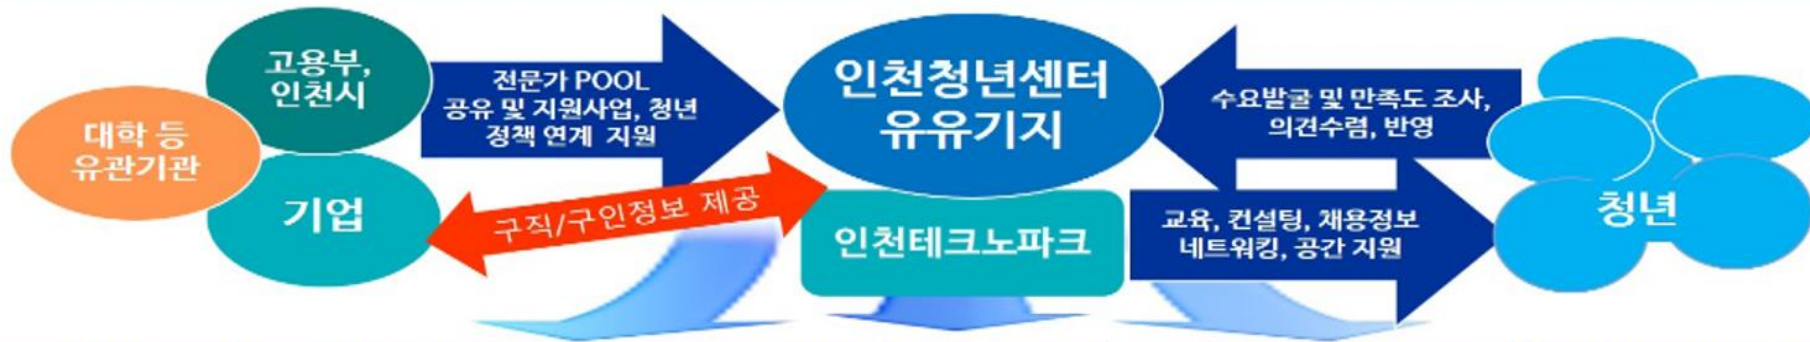 고용부,
인천시
대학 등
유관기관
기업
전문가 POOL
공유 및 지원사업, 청년
정책 연계 지원
구직/구인정보 제공
인천청년센터
유유기지
인천테크노파크
수요발굴 및 만족도 조사,
의견수렴, 반영
교육, 컨설팅, 채용정보
네트워킹, 공간 지원
청년